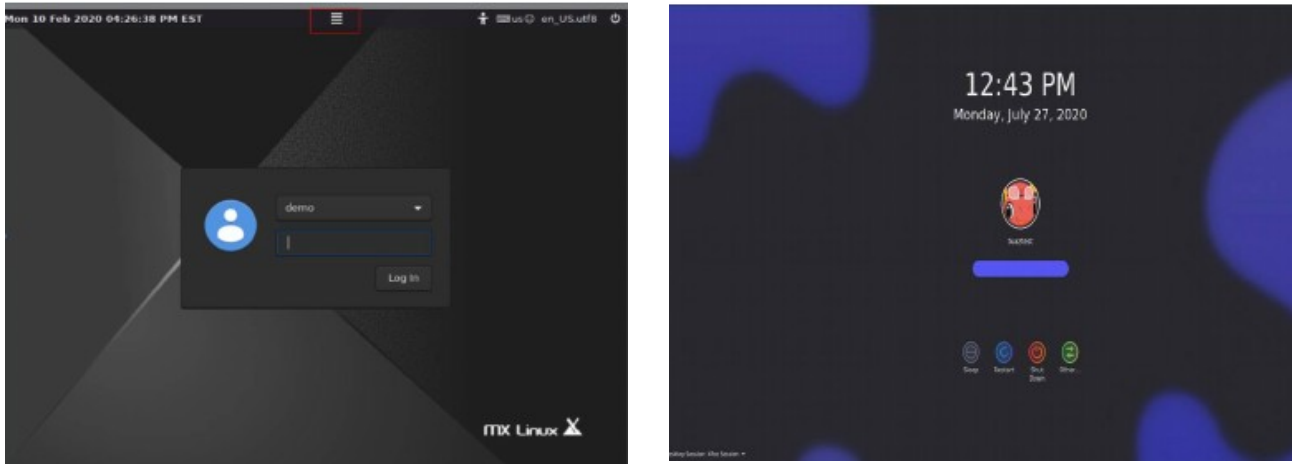 Mon 10 Feb 2020 04:26:38 PM EST
us en_US.utf8
demo
Log In
MX Linux
12:43 PM
Monday, July 27, 2020
Sleep Restart Shut Down Other...